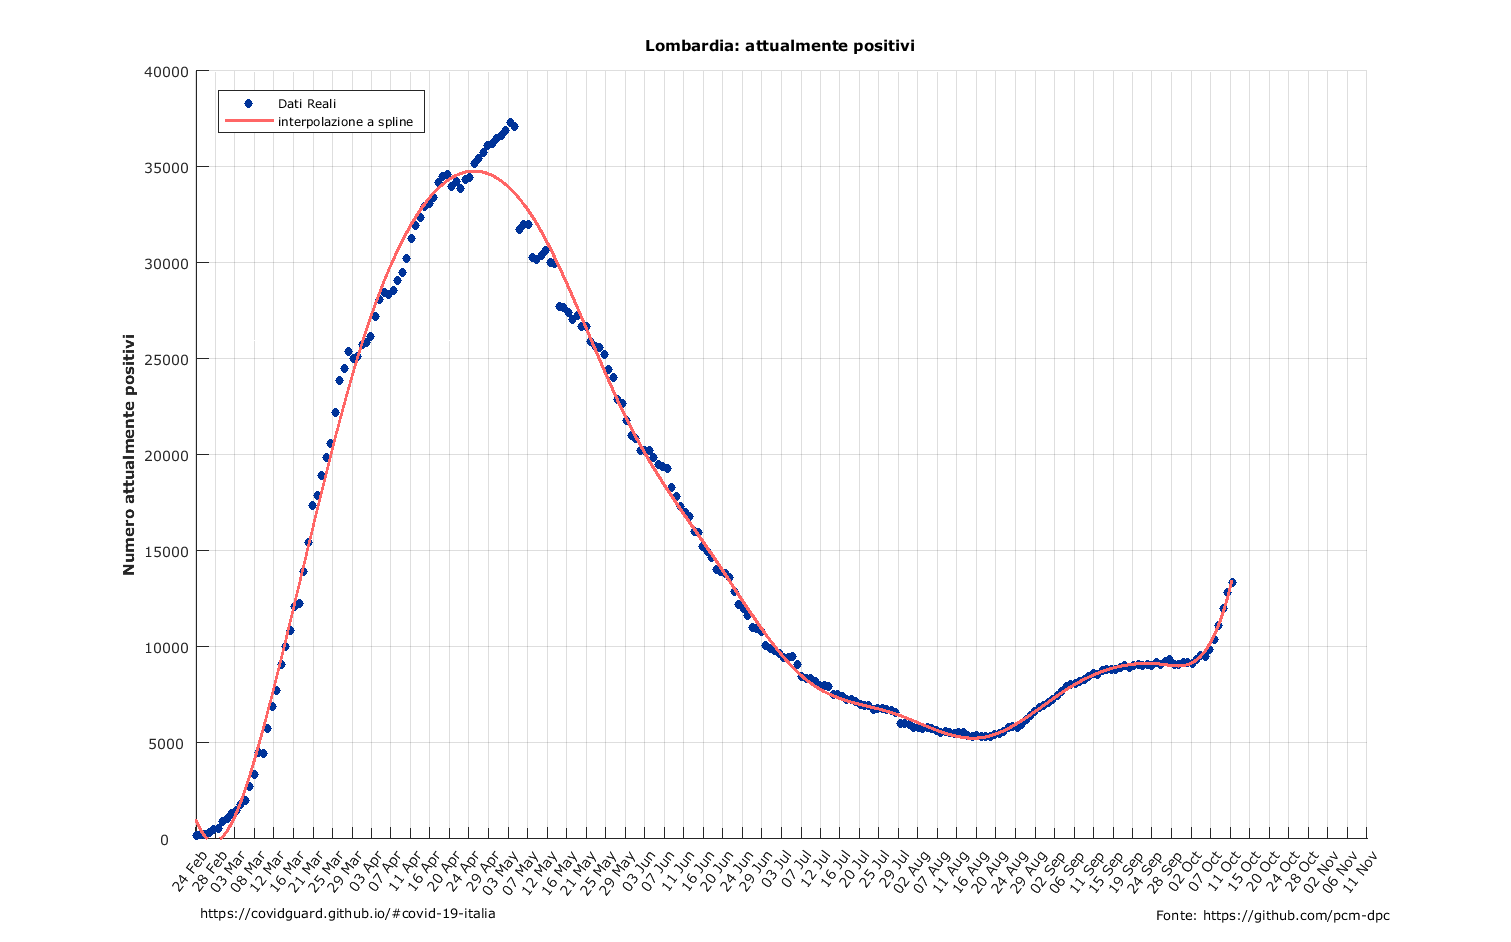 Lombardia: attualmente positivi
Dati Reali
interpolazione a spline
Numero attualmente positivi
40000
35000
30000
25000
20000
15000
10000
5000
0
24 Feb
28 Feb
03 Mar
08 Mar
12 Mar
16 Mar
21 Mar
25 Mar
29 Mar
03 Apr
07 Apr
11 Apr
16 Apr
20 Apr
24 Apr
29 Apr
03 May
07 May
12 May
16 May
21 May
25 May
29 May
03 Jun
07 Jun
11 Jun
16 Jun
20 Jun
24 Jun
29 Jun
03 Jul
07 Jul
12 Jul
16 Jul
20 Jul
25 Jul
29 Jul
02 Aug
07 Aug
11 Aug
16 Aug
20 Aug
24 Aug
29 Aug
02 Sep
06 Sep
11 Sep
15 Sep
19 Sep
24 Sep
28 Sep
02 Oct
07 Oct
11 Oct
15 Oct
20 Oct
24 Oct
28 Oct
02 Nov
06 Nov
11 Nov
https://covidguard.github.io/#covid-19-italia
Fonte: https://github.com/pcm-dpc